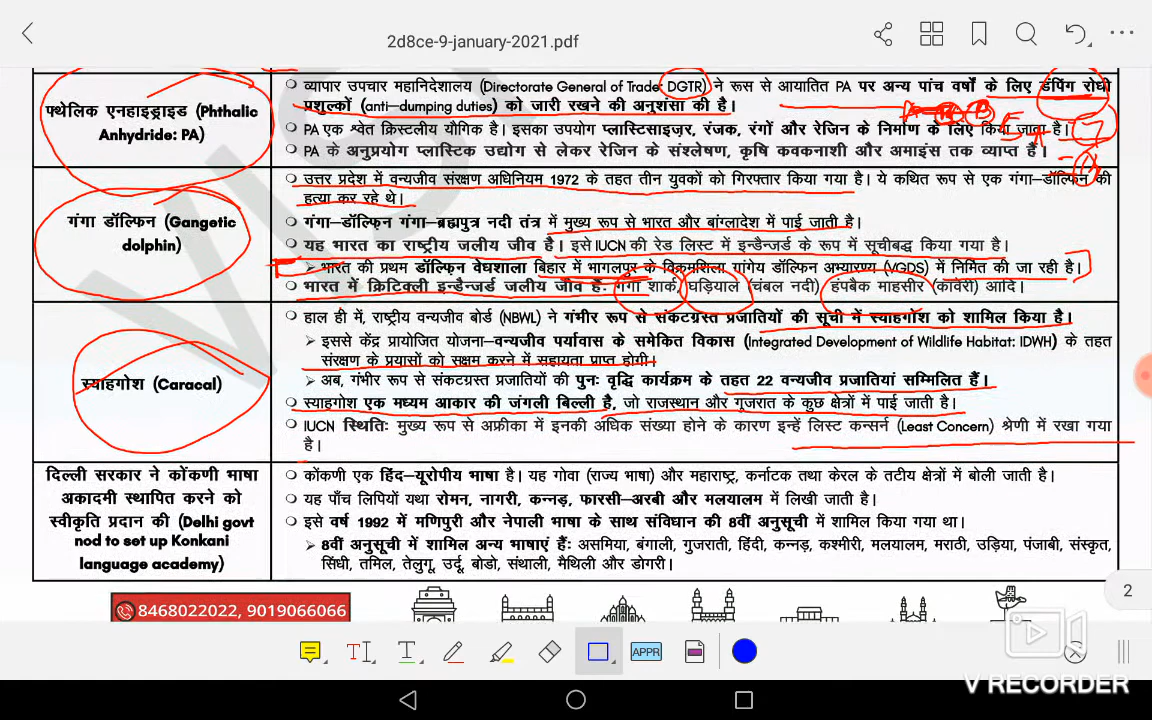 2d8ce-9-january-2021.pdf
फ्थेलिक एनहाइड्राइड (Phthalic
Anhydride: PA)
❍ व्यापार उपचार महानिदेशालय (Directorate General of Trade: DGTR) ने रूस से आयातित PA पर अन्य पांच वर्षों के लिए डंपिंग रोधी
प्रशुल्कों (anti–dumping duties) को जारी रखने की अनुशंसा की है।
❍ PA एक श्वेत क्रिस्टलीय यौगिक है। इसका उपयोग प्लास्टिसाइज़र, रंजक, रंगों और रेजिन के निर्माण के लिए किया जाता है।
❍ PA के अनुप्रयोग प्लास्टिक उद्योग से लेकर रेजिन के संश्लेषण, कृषि कवकनाशी और अमाइंस तक व्याप्त है।
गंगा डॉल्फिन (Gangetic
dolphin)
❍ उत्तर प्रदेश में वन्यजीव संरक्षण अधिनियम 1972 के तहत तीन युवकों को गिरफ्तार किया गया है। ये कथित रूप से एक गंगा–डॉल्फिन की
हत्या कर रहे थे।
❍ गंगा–डॉल्फ़िन गंगा–ब्रह्मपुत्र नदी तंत्र में मुख्य रूप से भारत और बांग्लादेश में पाई जाती है।
❍ यह भारत का राष्ट्रीय जलीय जीव है। इसे IUCN की रेड लिस्ट में इन्डैन्जर्ड के रूप में सूचीबद्ध किया गया है।
➢ भारत की प्रथम डॉल्फ़िन वेधशाला बिहार में भागलपुर के विक्रमशिला गांगेय डॉल्फिन अभ्यारण्य (VGDS) में निर्मित की जा रही है।
❍ भारत में क्रिटिक्ली इन्डैन्जर्ड जलीय जीव हैं: गंगा शार्क, घड़ियाल (चंबल नदी) हंपबैक माहसीर (कावेरी) आदि।
स्याहगोश (Caracal)
❍ हाल ही में, राष्ट्रीय वन्यजीव बोर्ड (NBWL) ने गंभीर रूप से संकटग्रस्त प्रजातियों की सूची में स्याहगोश को शामिल किया है।
➢ इससे केंद्र प्रायोजित योजना–वन्यजीव पर्यावास के समेकित विकास (Integrated Development of Wildlife Habitat: IDWH) के तहत
संरक्षण के प्रयासों को सक्षम करने में सहायता प्राप्त होगी।
➢ अब, गंभीर रूप से संकटग्रस्त प्रजातियों की पुनः वृद्धि कार्यक्रम के तहत 22 वन्यजीव प्रजातियां सम्मिलित हैं।
❍ स्याहगोश एक मध्यम आकार की जंगली बिल्ली है, जो राजस्थान और गुजरात के कुछ क्षेत्रों में पाई जाती है।
❍ IUCN स्थिति: मुख्य रूप से अफ्रीका में इनकी अधिक संख्या होने के कारण इन्हें लिस्ट कन्सर्न (Least Concern) श्रेणी में रखा गया
है।
दिल्ली सरकार ने कोंकणी भाषा
अकादमी स्थापित करने को
स्वीकृति प्रदान की (Delhi govt
nod to set up Konkani
language academy)
❍ कोंकणी एक हिंद–यूरोपीय भाषा है। यह गोवा (राज्य भाषा) और महाराष्ट्र, कर्नाटक तथा केरल के तटीय क्षेत्रों में बोली जाती है।
❍ यह पाँच लिपियों यथा रोमन, नागरी, कन्नड़, फारसी–अरबी और मलयालम में लिखी जाती है।
❍ इसे वर्ष 1992 में मणिपुरी और नेपाली भाषा के साथ संविधान की 8वीं अनुसूची में शामिल किया गया था।
➢ 8वीं अनुसूची में शामिल अन्य भाषाएं हैं: असमिया, बंगाली, गुजराती, हिंदी, कन्नड़, कश्मीरी, मलयालम, मराठी, उड़िया, पंजाबी, संस्कृत,
सिंधी, तमिल, तेलुगू, उर्दू, बोडो, संथाली, मैथिली और डोगरी।
8468022022, 9019066066
2
APPR
V RECORDER